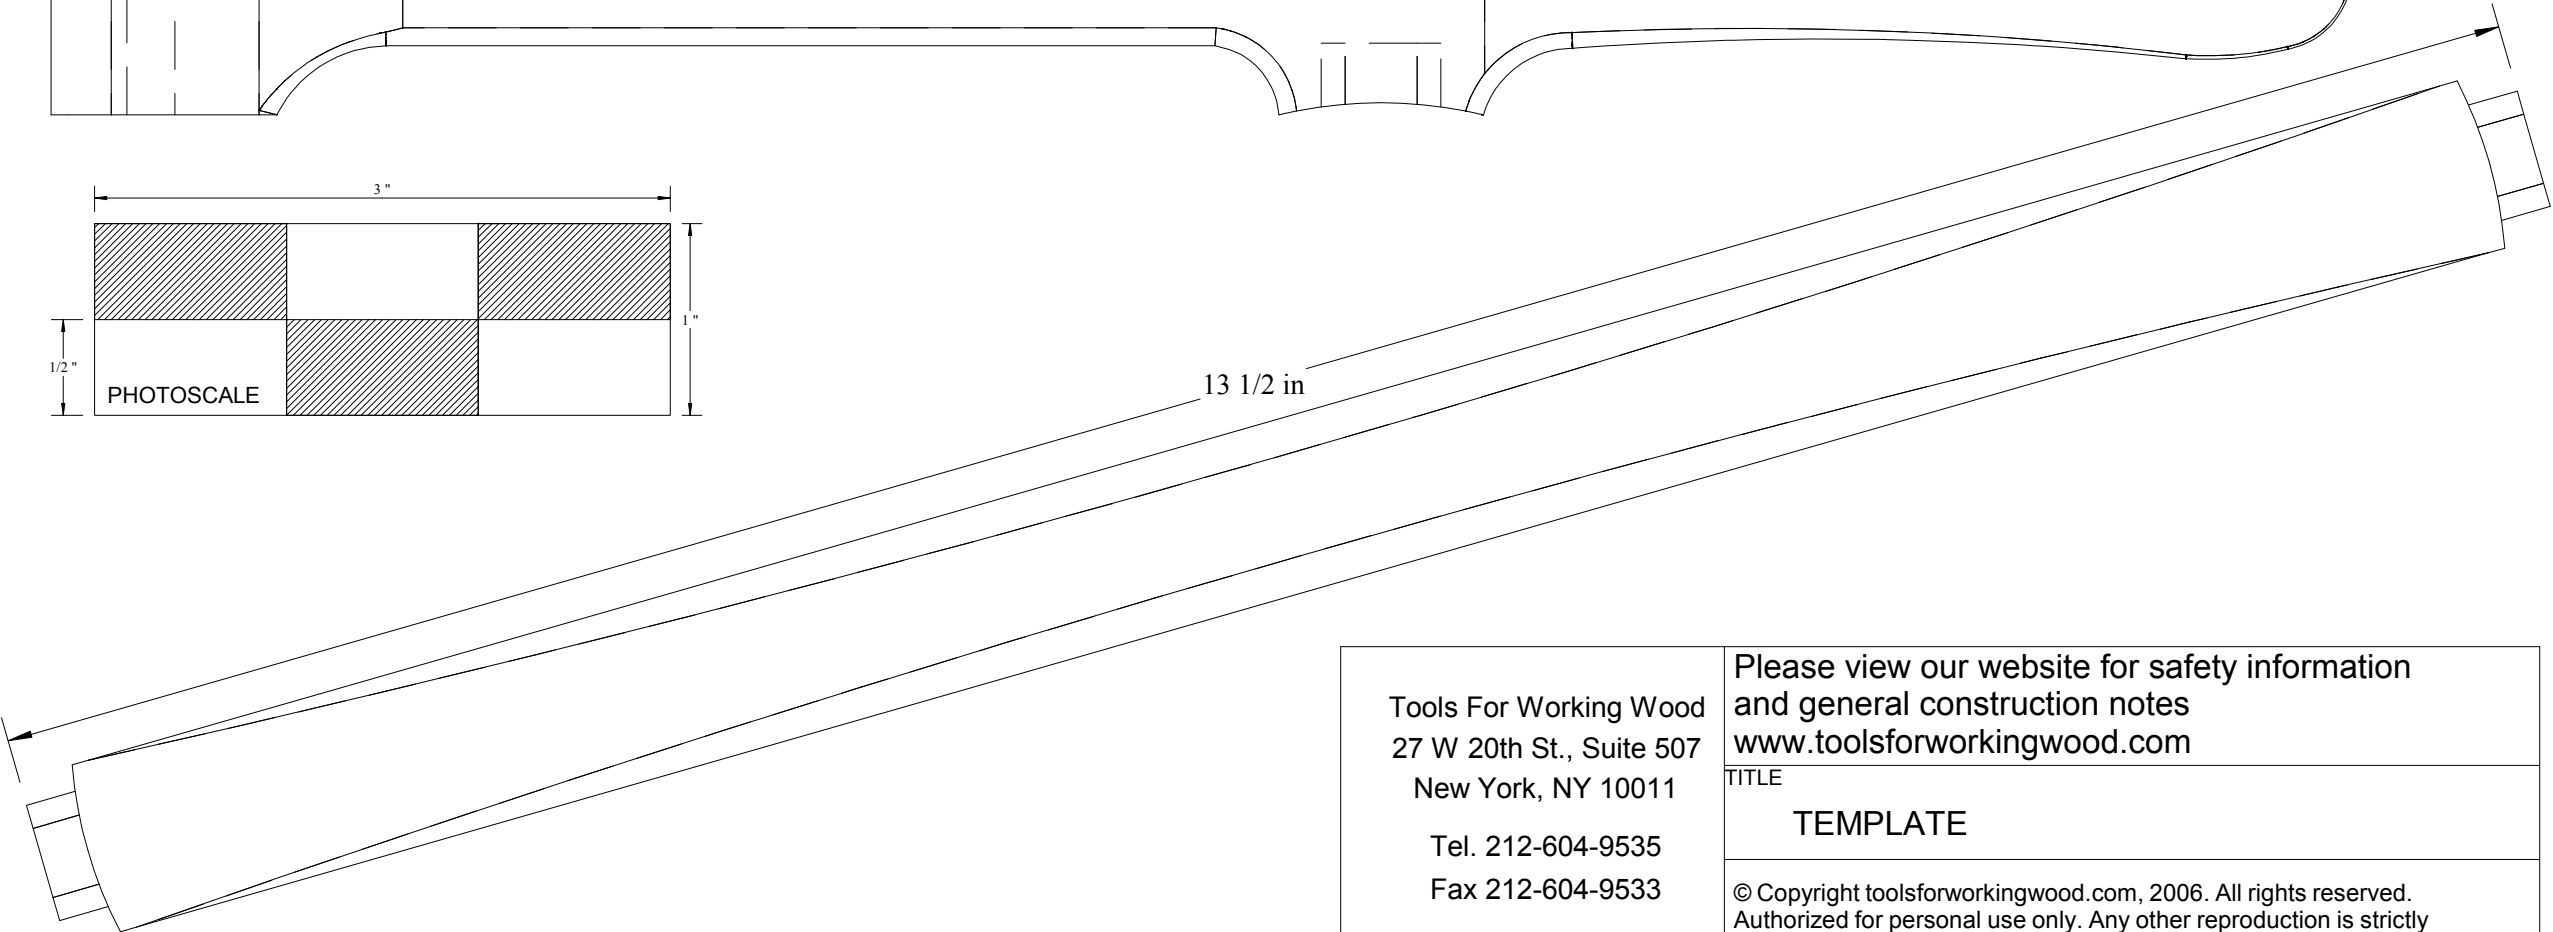 3 "
1 "
1/2 "
PHOTOSCALE
13 1/2 in
Tools For Working Wood
27 W 20th St., Suite 507
New York, NY 10011
Tel. 212-604-9535
Fax 212-604-9533
Please view our website for safety information
and general construction notes
www.toolsforworkingwood.com
TITLE
TEMPLATE
© Copyright toolsforworkingwood.com, 2006. All rights reserved.
Authorized for personal use only. Any other reproduction is strictly